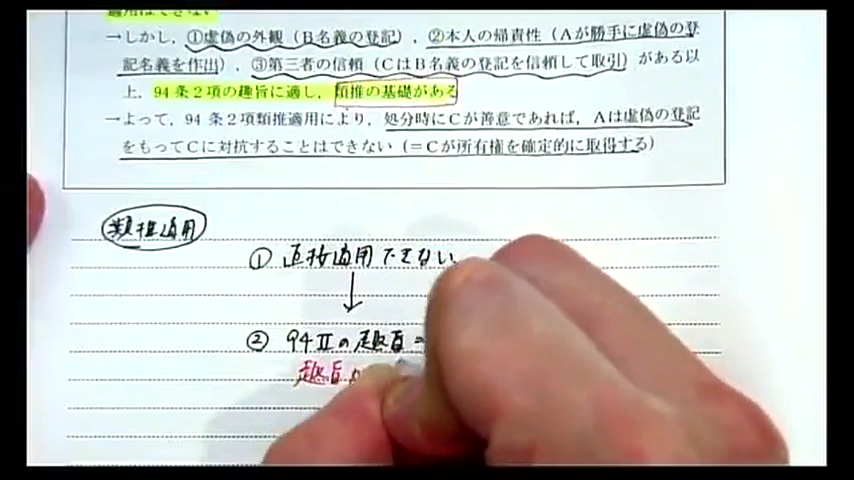 適用はできない
→しかし，①虚偽の外観（B名義の登記），②本人の帰責性（Aが勝手に虚偽の登
記名義を作出），③第三者の信頼（CはB名義の登記を信頼して取引）がある以
上，94条2項の趣旨に適し，類推の基礎がある
→よって，94条2項類推適用により，処分時にCが善意であれば，Aは虚偽の登記
をもってCに対抗することはできない（＝Cが所有権を確定的に取得する）
類推適用
① 直接適用できない
↓
② 94Ⅱの趣旨＝
趣旨